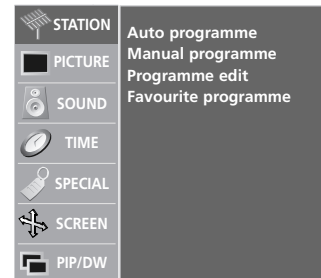 STATION
PICTURE
SOUND
TIME
SPECIAL
SCREEN
PIP/DW
Auto programme
Manual programme
Programme edit
Favourite programme